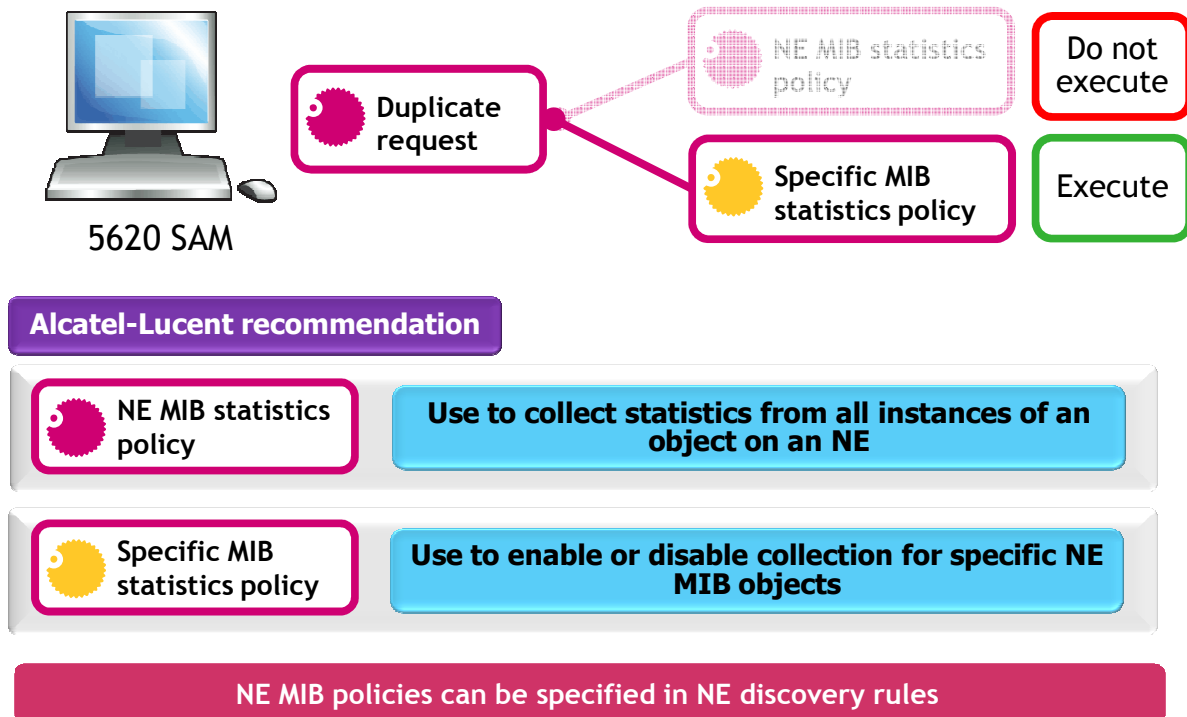 NE MIB statistics
policy
Do not
execute
Duplicate
request
Specific MIB
statistics policy
Execute
5620 SAM
Alcatel-Lucent recommendation
NE MIB statistics
policy
Use to collect statistics from all instances of an
object on an NE
Specific MIB
statistics policy
Use to enable or disable collection for specific NE
MIB objects
NE MIB policies can be specified in NE discovery rules